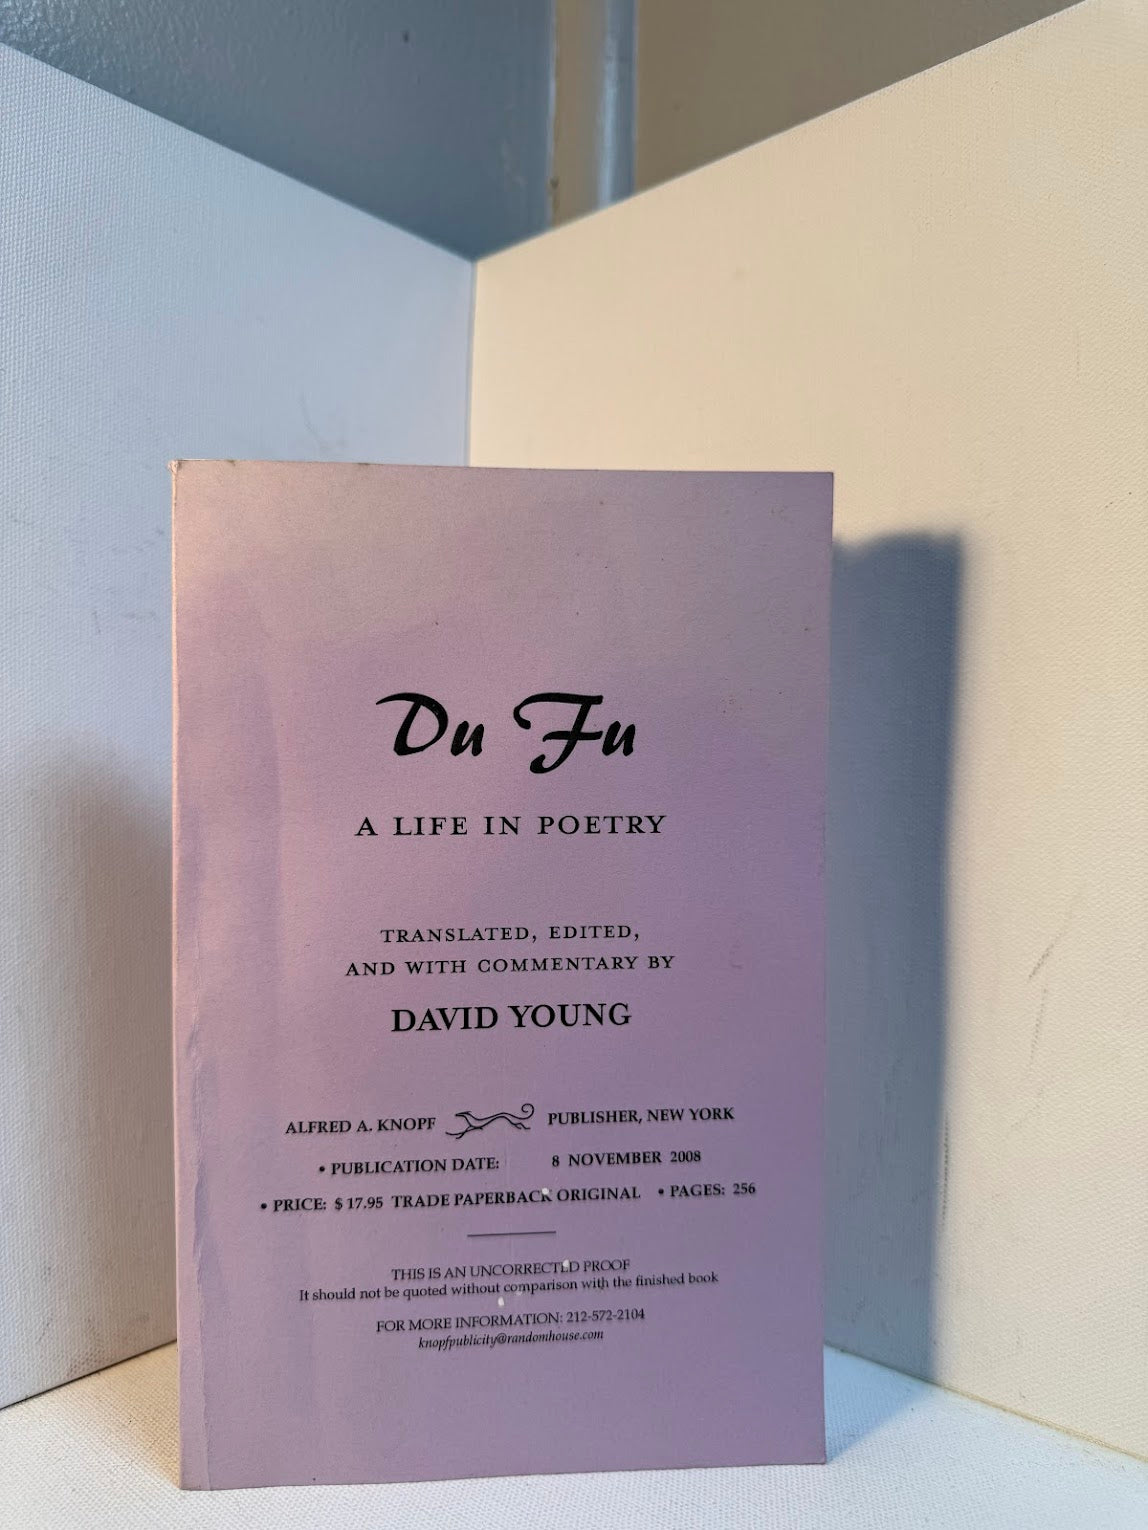 Du Fu
A LIFE IN POETRY
TRANSLATED, EDITED,
AND WITH COMMENTARY BY
DAVID YOUNG
ALFRED A. KNOPF PUBLISHER, NEW YORK
• PUBLICATION DATE: 8 NOVEMBER 2008
• PRICE: $17.95 TRADE PAPERBACK ORIGINAL • PAGES: 256
THIS IS AN UNCORRECTED PROOF
It should not be quoted without comparison with the finished book
FOR MORE INFORMATION: 212-572-2104
knopfpublicity@randomhouse.com